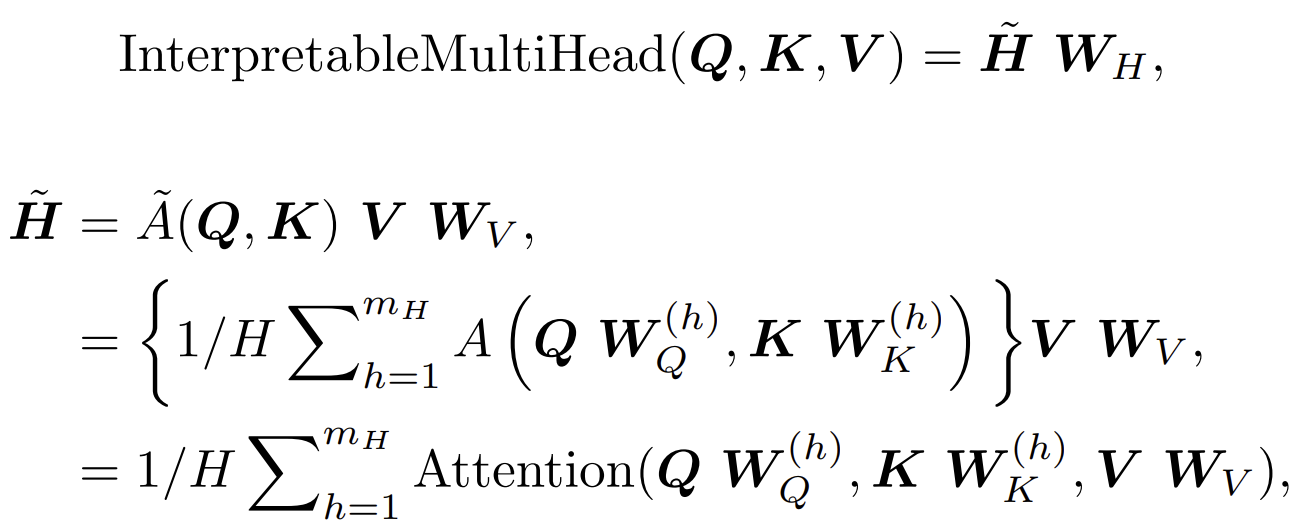 InterpretableMultiHead(Q, K, V) = H̃ W_H,
H̃ = Ã(Q, K) V W_V,
= {1/H ∑_{h=1}^{m_H} A(Q W_Q^{(h)}, K W_K^{(h)})} V W_V,
= 1/H ∑_{h=1}^{m_H} Attention(Q W_Q^{(h)}, K W_K^{(h)}, V W_V),